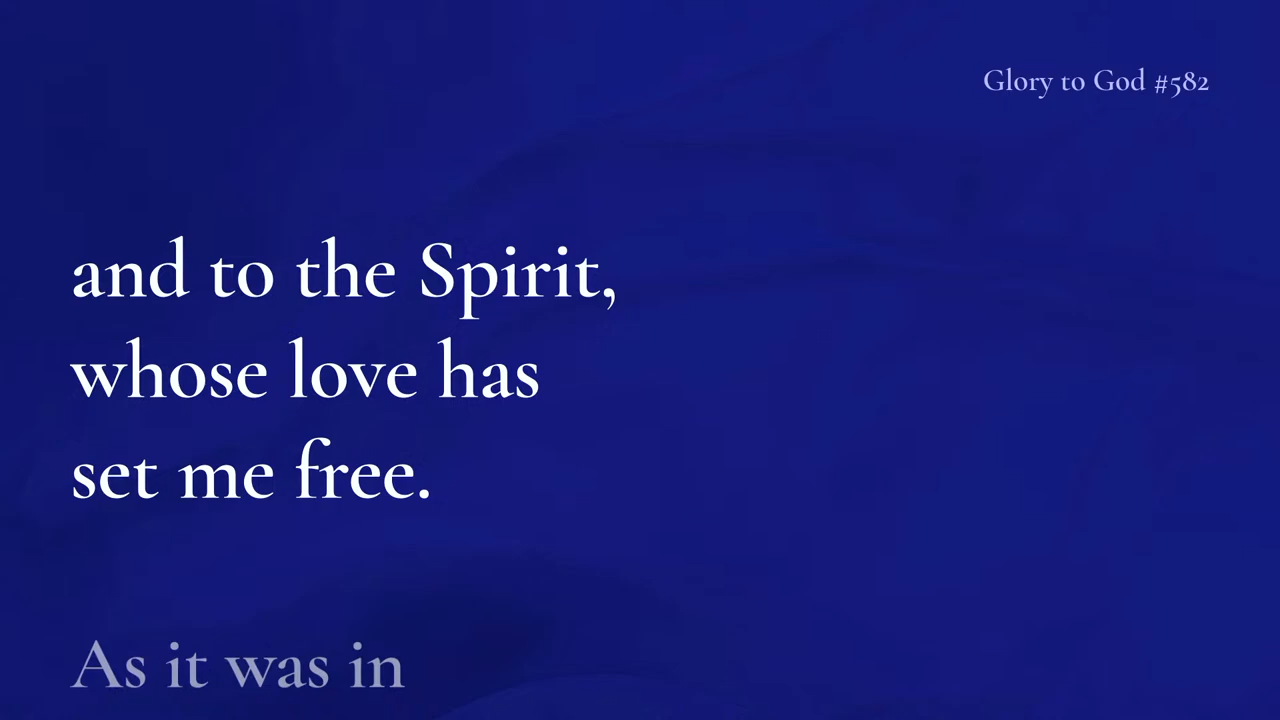 Glory to God #582
and to the Spirit,
whose love has
set me free.
As it was in